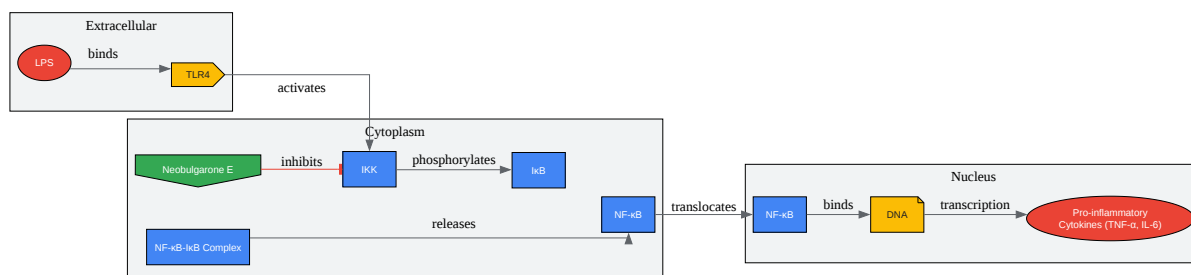 Extracellular
LPS
binds
TLR4
activates
Cytoplasm
Neobulgarone E
inhibits
IKK
phosphorylates
IκB
NF-κB-IκB Complex
releases
NF-κB
translocates
Nucleus
NF-κB
binds
DNA
transcription
Pro-inflammatory
Cytokines (TNF-α, IL-6)